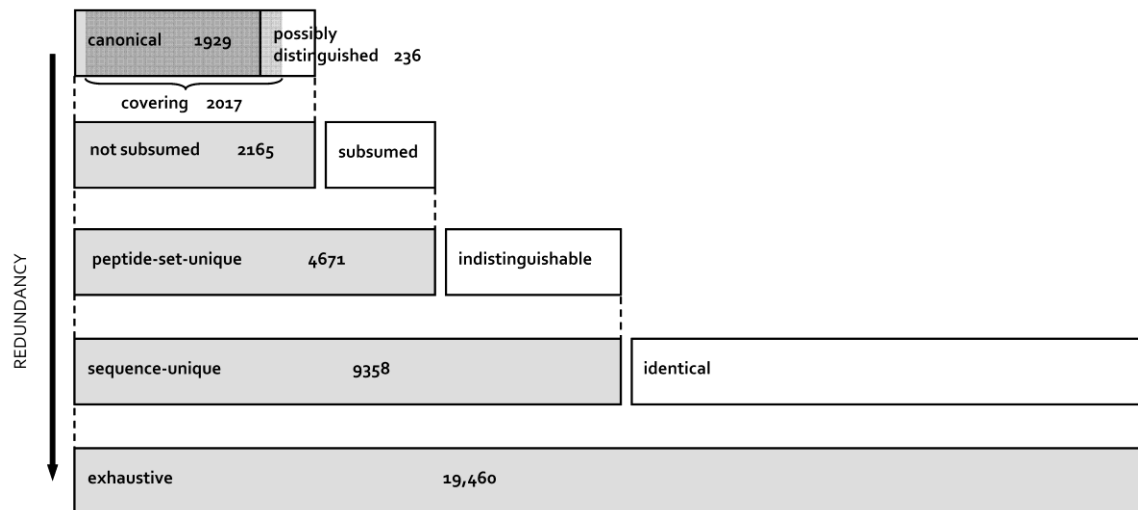 canonical 1929
possibly
distinguished 236
covering 2017
not subsumed 2165
subsumed
peptide-set-unique 4671
indistinguishable
REDUNDANCY
sequence-unique 9358
identical
exhaustive 19,460